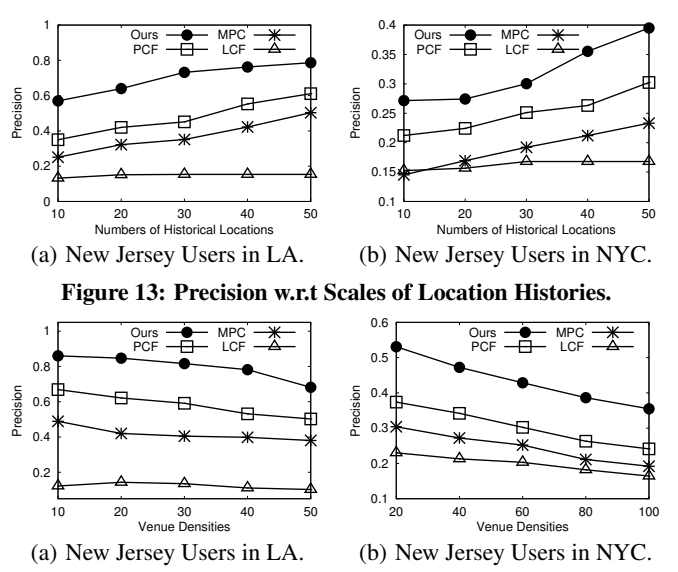 Ours MPC
PCF LCF
1
0.8
0.6
0.4
0.2
0
Precision
10 20 30 40 50
Numbers of Historical Locations
(a) New Jersey Users in LA.
Ours MPC
PCF LCF
0.4
0.35
0.3
0.25
0.2
0.15
0.1
Precision
10 20 30 40 50
Numbers of Historical Locations
(b) New Jersey Users in NYC.
Figure 13: Precision w.r.t Scales of Location Histories.
Ours MPC
PCF LCF
1
0.8
0.6
0.4
0.2
Precision
10 20 30 40 50
Venue Densities
(a) New Jersey Users in LA.
Ours MPC
PCF LCF
0.6
0.5
0.4
0.3
0.2
0.1
Precision
20 40 60 80 100
Venue Densities
(b) New Jersey Users in NYC.